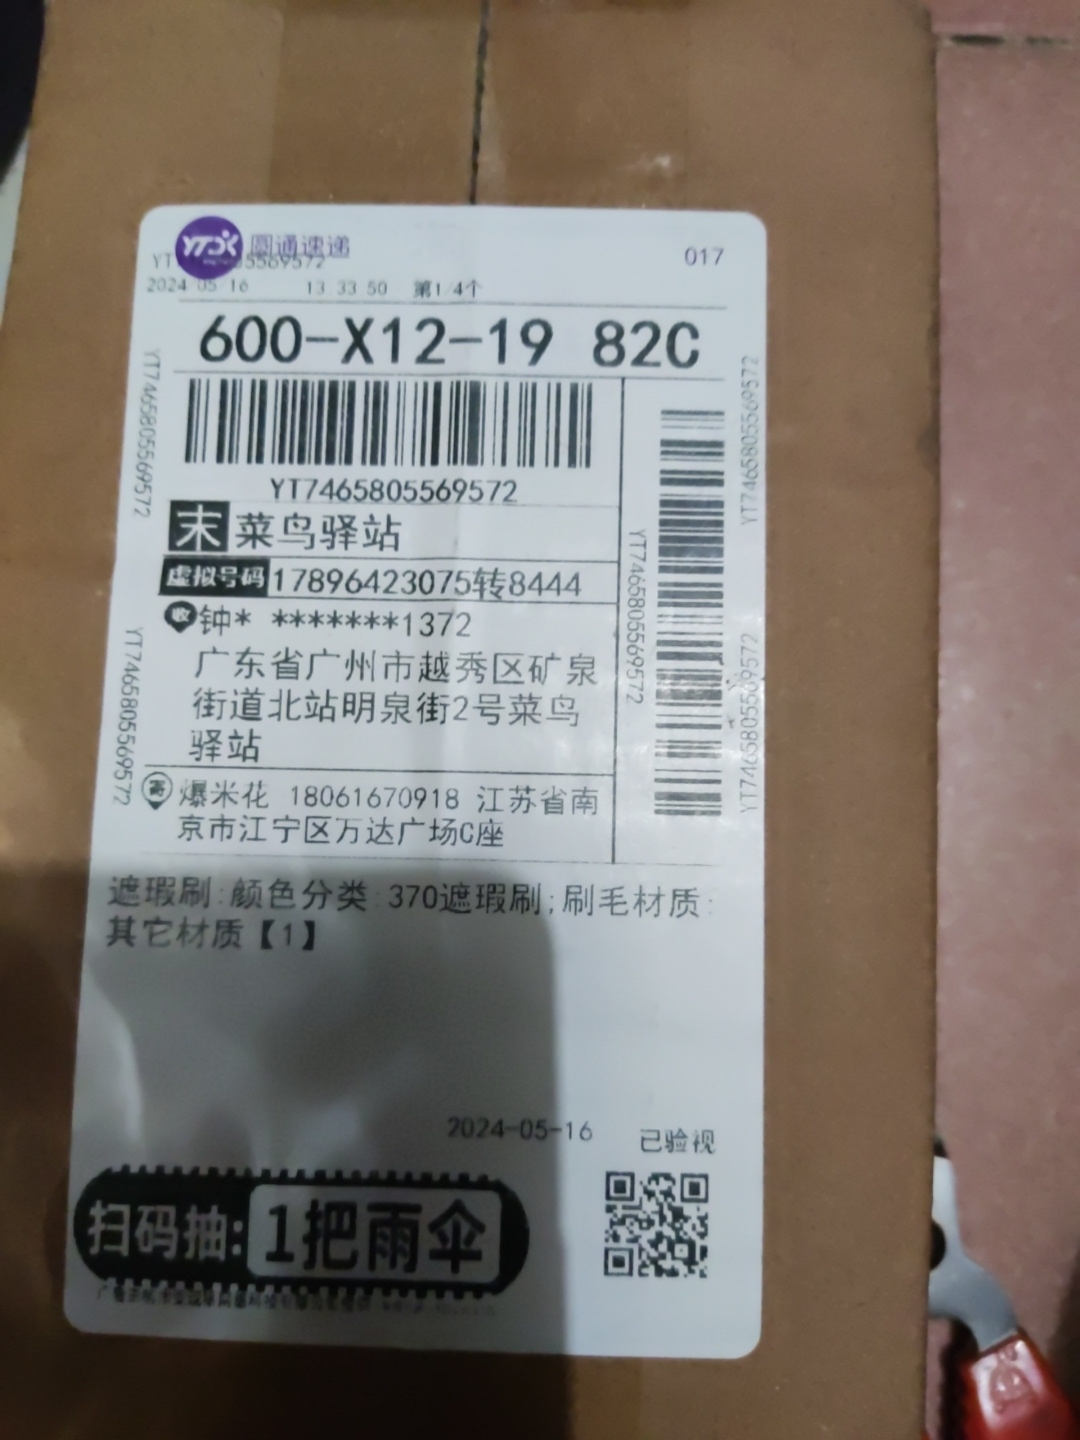 YTO 圆通速递
017
2024-05-16 13:33:50 第1/4个
600-X12-19 82C
YT7465805569572
末 菜鸟驿站
虚拟号码 17896423075转8444
收 钟* *******1372
广东省广州市越秀区矿泉
街道北站明泉街2号菜鸟
驿站
寄 爆米花 18061670918 江苏省南
京市江宁区万达广场C座
YT7465805569572
YT7465805569572
YT7465805569572
YT7465805569572
YT7465805569572
遮瑕刷:颜色分类:370遮瑕刷;刷毛材质:
其它材质【1】
2024-05-16
已验视
扫码抽:1把雨伞